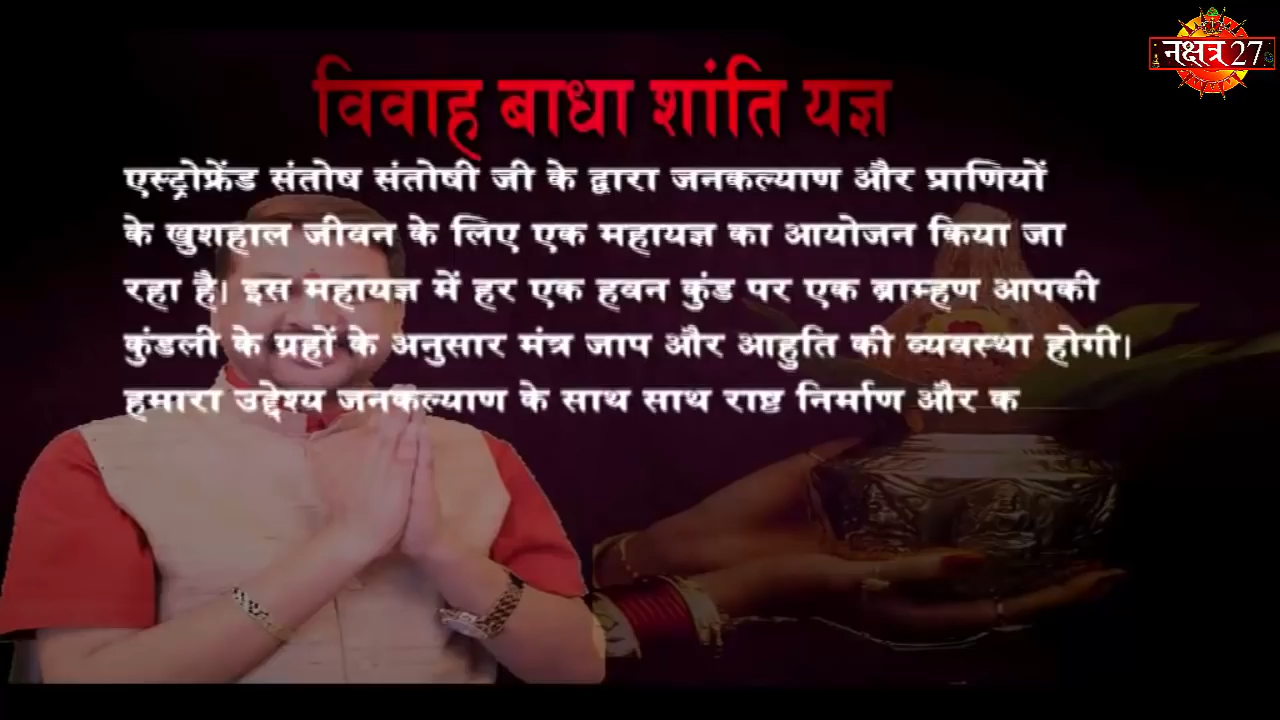 नक्षत्र 27
विवाह बाधा शांति यज्ञ
एस्ट्रोफ्रेंड संतोष संतोषी जी के द्वारा जनकल्याण और प्राणियों
के खुशहाल जीवन के लिए एक महायज्ञ का आयोजन किया जा
रहा है। इस महायज्ञ में हर एक हवन कुंड पर एक ब्राम्हण आपकी
कुंडली के ग्रहों के अनुसार मंत्र जाप और आहुति की व्यवस्था होगी।
हमारा उद्देश्य जनकल्याण के साथ साथ राष्ट निर्माण और क